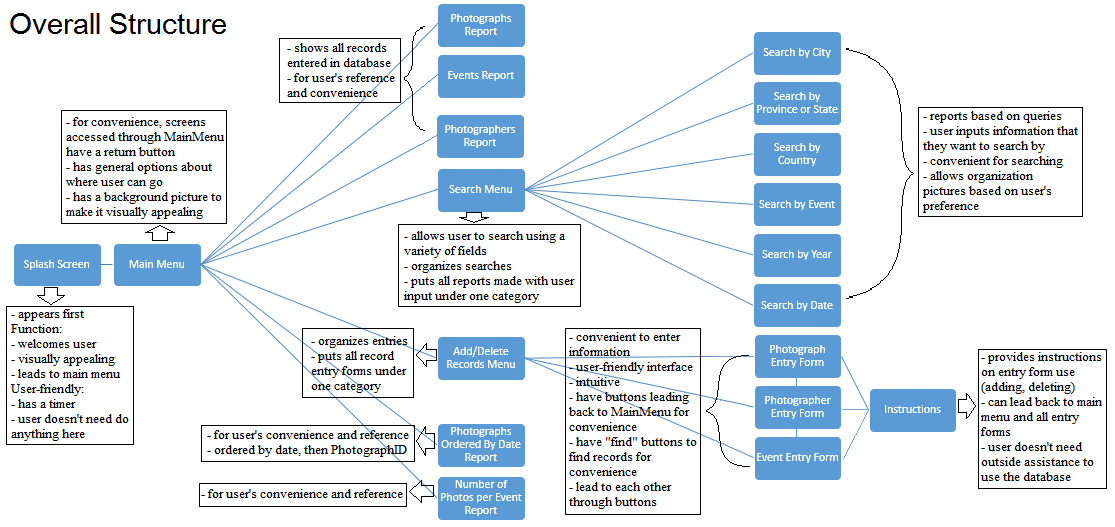 Overall Structure
Photographs
Report
- shows all records
entered in database
- for user's reference
and convenience
Events Report
Photographers
Report
Search Menu
- allows user to search using a
variety of fields
- organizes searches
- puts all reports made with user
input under one category
Search by City
Search by
Province or State
Search by
Country
Search by Event
Search by Year
Search by Date
- reports based on queries
- user inputs information that
they want to search by
- convenient for searching
- allows organization
pictures based on user's
preference
- for convenience, screens
accessed through MainMenu
have a return button
- has general options about
where user can go
- has a background picture to
make it visually appealing
Splash Screen
Main Menu
- appears first
Function:
- welcomes user
- visually appealing
- leads to main menu
User-friendly:
- has a timer
- user doesn't need do
anything here
- organizes entries
- puts all record
entry forms under
one category
Add/Delete
Records Menu
- convenient to enter
information
- user-friendly interface
- intuitive
- have buttons leading
back to MainMenu for
convenience
- have "find" buttons to
find records for
convenience
- lead to each other
through buttons
Photograph
Entry Form
Photographer
Entry Form
Event Entry Form
Instructions
- provides instructions
on entry form use
(adding, deleting)
- can lead back to main
menu and all entry
forms
- user doesn't need
outside assistance to
use the database
- for user's convenience and reference
- ordered by date, then PhotographID
Photographs
Ordered By Date
Report
- for user's convenience and reference
Number of
Photos per Event
Report